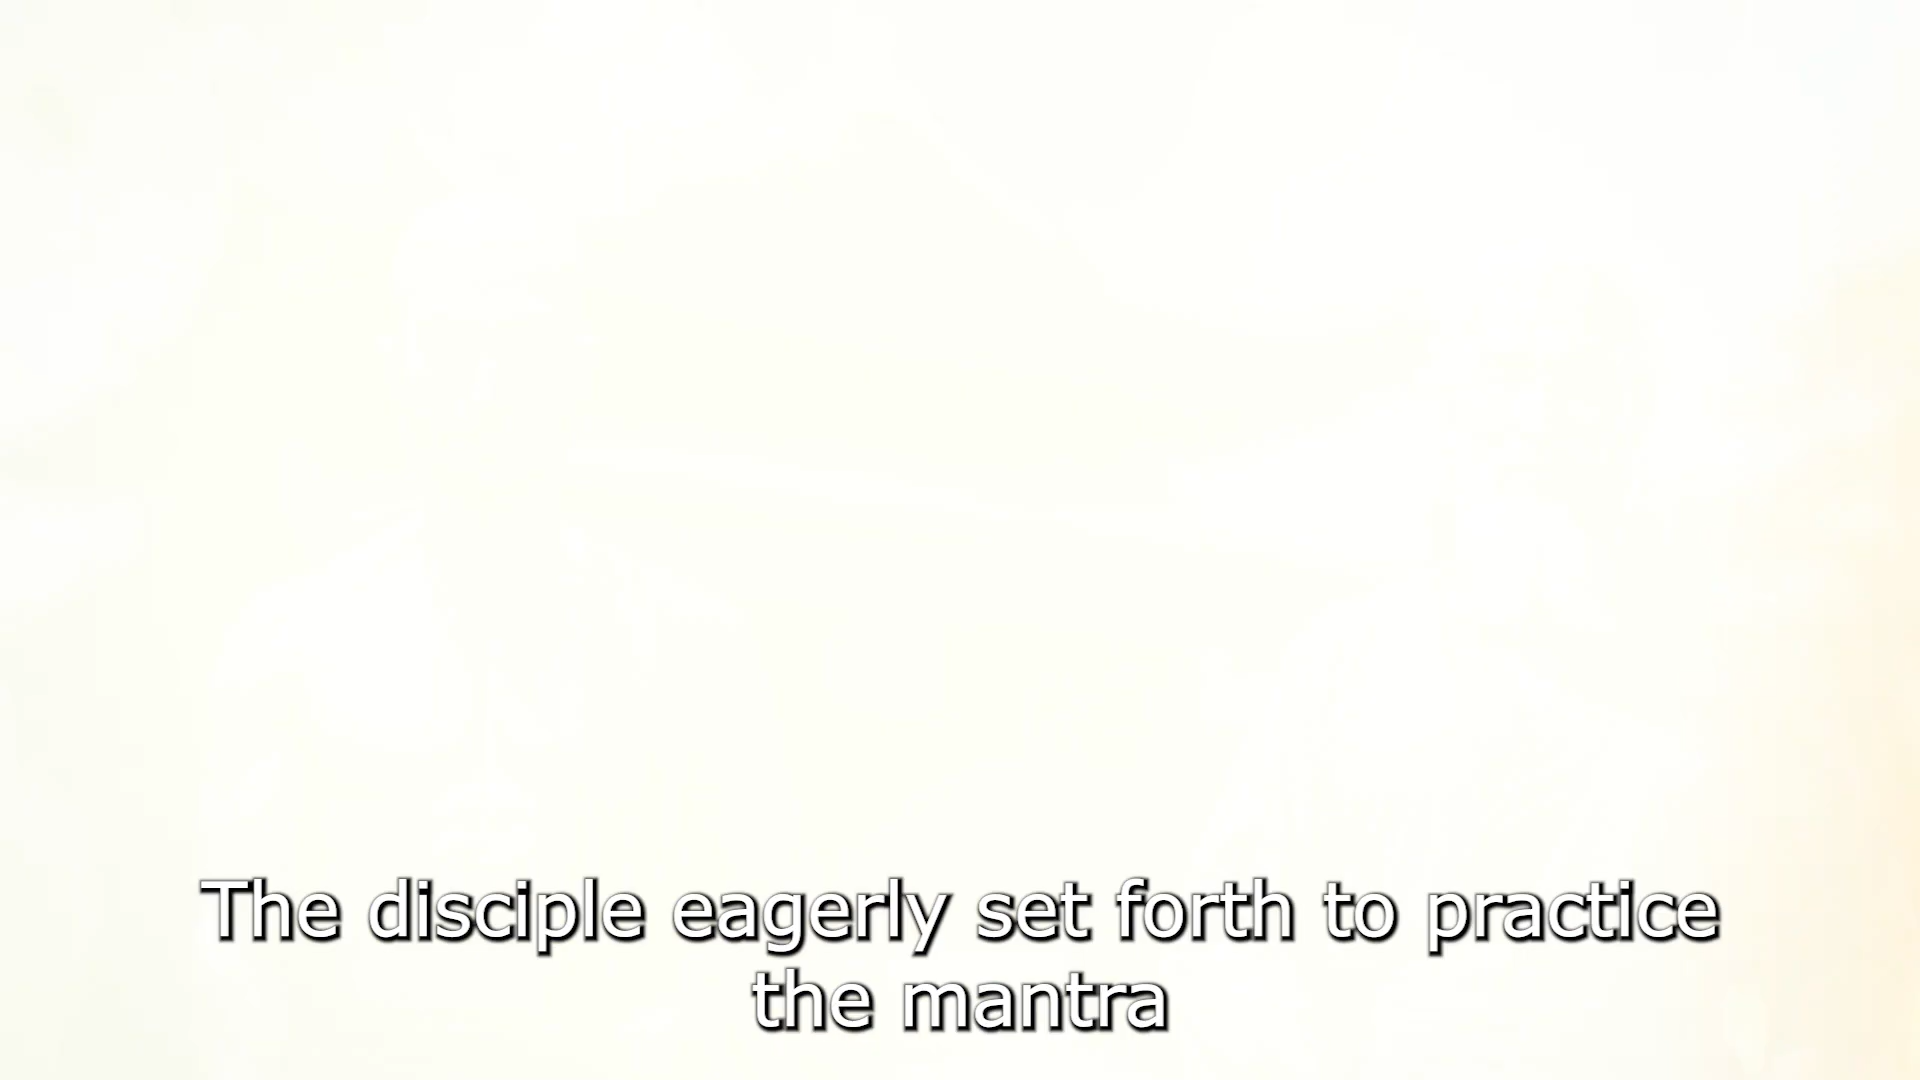 The disciple eagerly set forth to practice
the mantra